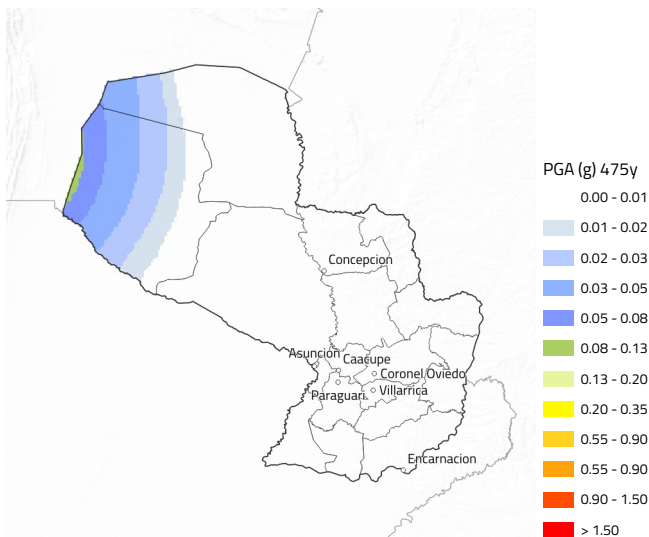 PGA (g) 475y
0.00 - 0.01
0.01 - 0.02
0.02 - 0.03
0.03 - 0.05
0.05 - 0.08
0.08 - 0.13
0.13 - 0.20
0.20 - 0.35
0.55 - 0.90
0.55 - 0.90
0.90 - 1.50
> 1.50
Concepcion
Asuncion
Caacupe
Coronel Oviedo
Paraguari
Villarrica
Encarnacion